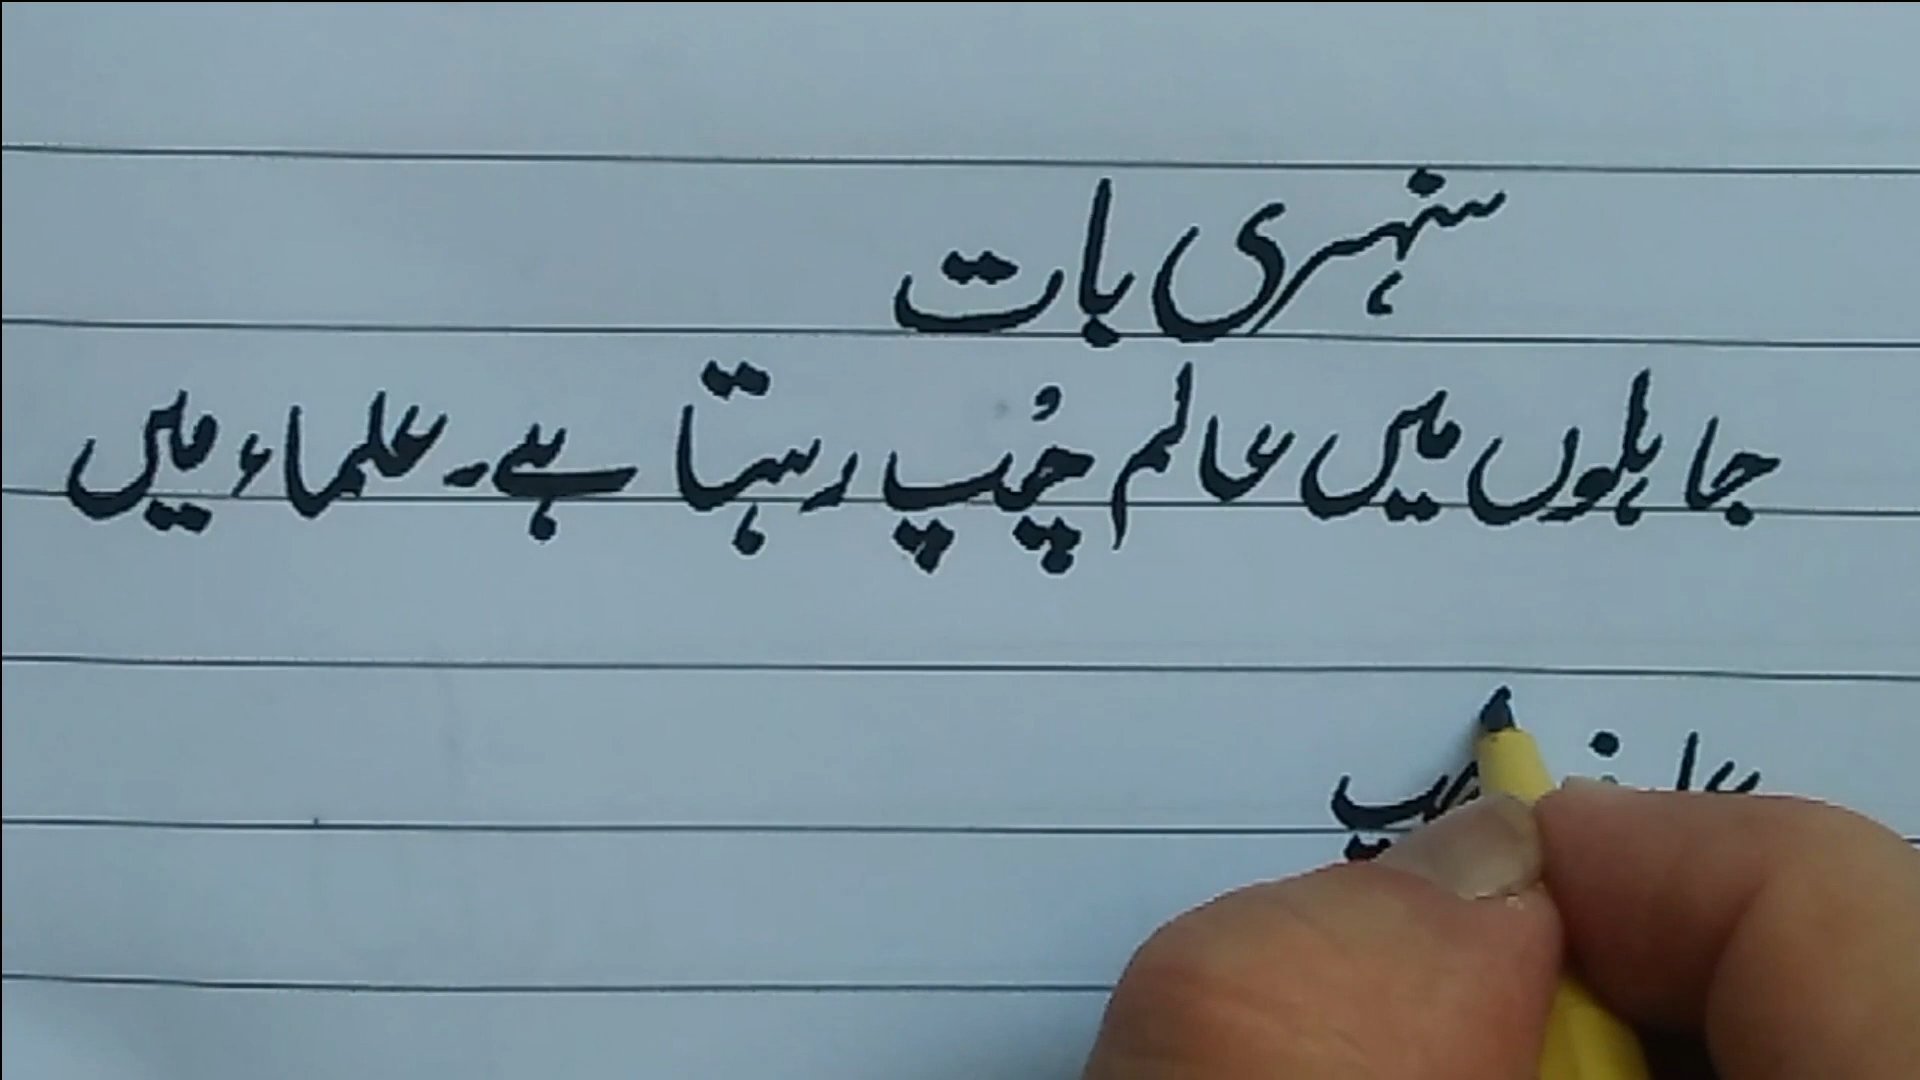 سنہری بات
جاہلوں میں عالم چُپ رہتا ہے۔ علماء میں